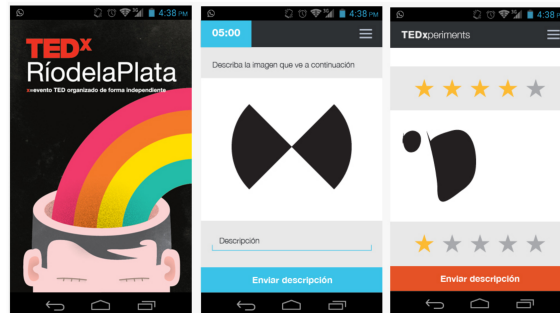 4:38 PM
TEDx
RíodelaPlata
x=evento TED organizado de forma independiente
4:38 PM
05:00
Describa la imagen que ve a continuación
Descripción
Enviar descripción
4:38 PM
TEDxperiments
Enviar descripción